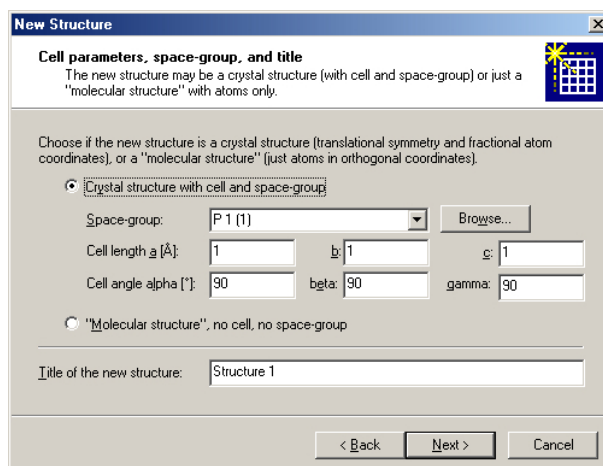 New Structure
Cell parameters, space-group, and title
The new structure may be a crystal structure (with cell and space-group) or just a
"molecular structure" with atoms only.
Choose if the new structure is a crystal structure (translational symmetry and fractional atom
coordinates), or a "molecular structure" (just atoms in orthogonal coordinates).
Crystal structure with cell and space-group
Space-group: P 1 (1) Browse...
Cell length a [Å]: 1 b: 1 c: 1
Cell angle alpha [°]: 90 beta: 90 gamma: 90
"Molecular structure", no cell, no space-group
Title of the new structure: Structure 1
< Back Next > Cancel